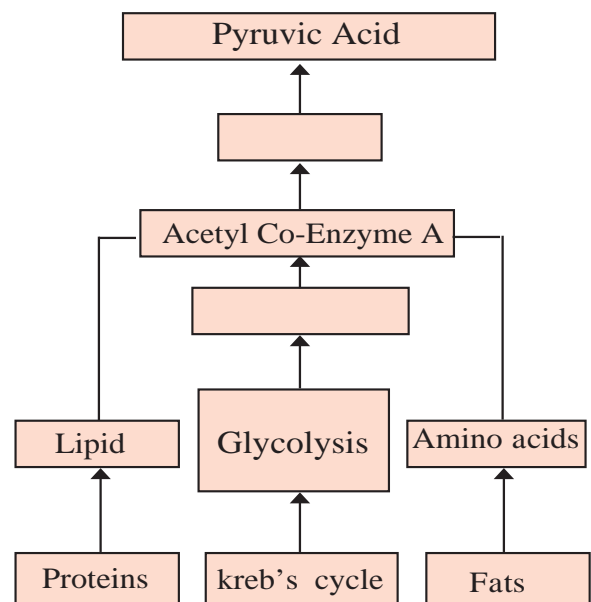 Pyruvic Acid
Acetyl Co-Enzyme A
Lipid
Glycolysis
Amino acids
Proteins
kreb's cycle
Fats